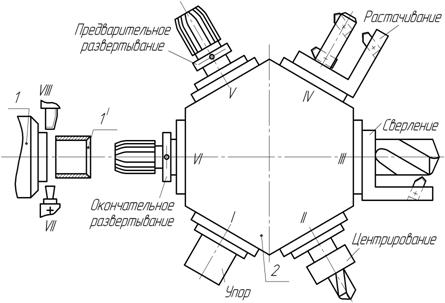 Предварительное
развертывание
Растачивание
1
VIII
1'
V
IV
Сверление
VI
III
VII
Окончательное
развертывание
I
II
2
Центрирование
Упор